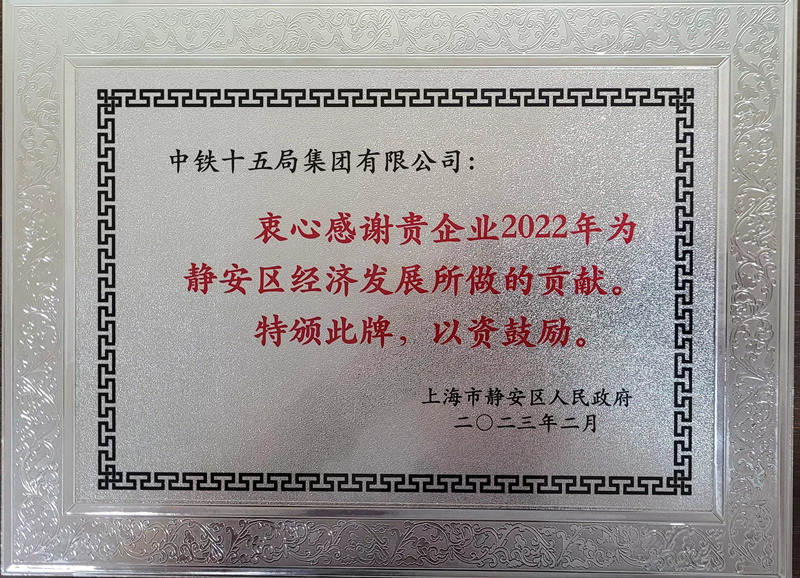 中铁十五局集团有限公司：
衷心感谢贵企业2022年为
静安区经济发展所做的贡献。
特颁此牌，以资鼓励。
上海市静安区人民政府
二〇二三年二月